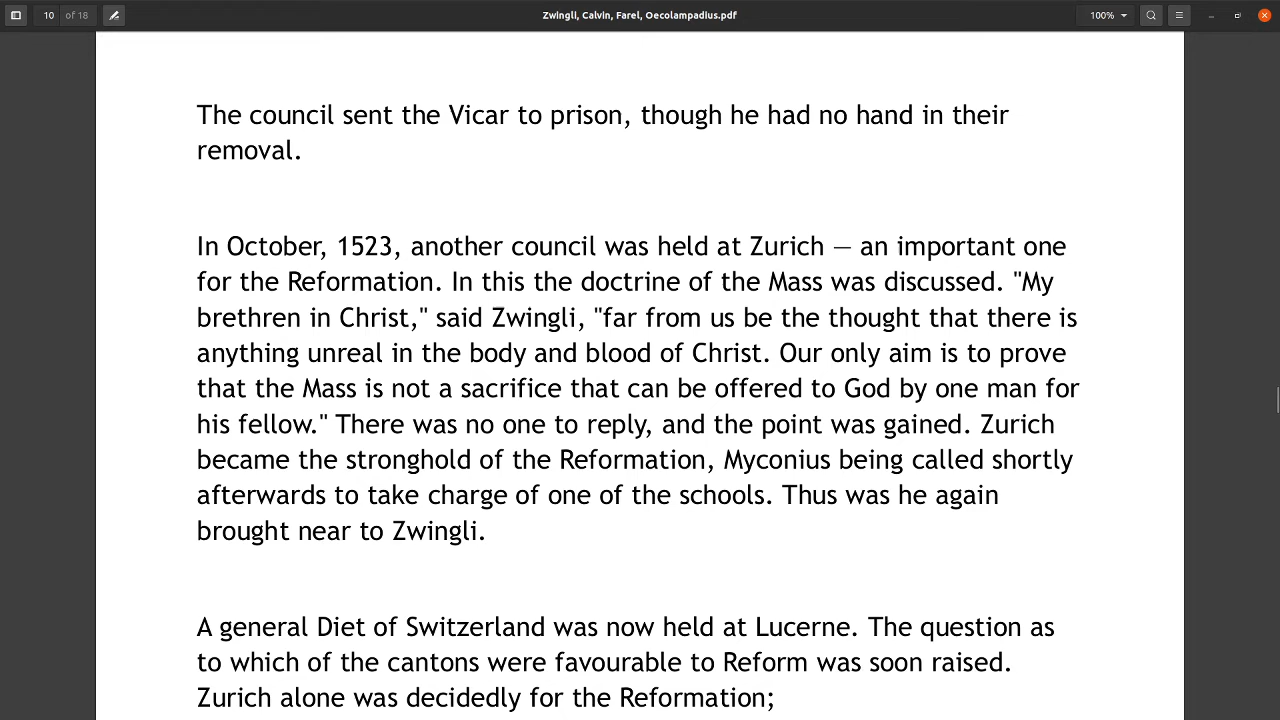 10 of 18
Zwingli, Calvin, Farel, Oecolampadius.pdf
100%
The council sent the Vicar to prison, though he had no hand in their
removal.
In October, 1523, another council was held at Zurich — an important one
for the Reformation. In this the doctrine of the Mass was discussed. "My
brethren in Christ," said Zwingli, "far from us be the thought that there is
anything unreal in the body and blood of Christ. Our only aim is to prove
that the Mass is not a sacrifice that can be offered to God by one man for
his fellow." There was no one to reply, and the point was gained. Zurich
became the stronghold of the Reformation, Myconius being called shortly
afterwards to take charge of one of the schools. Thus was he again
brought near to Zwingli.
A general Diet of Switzerland was now held at Lucerne. The question as
to which of the cantons were favourable to Reform was soon raised.
Zurich alone was decidedly for the Reformation;